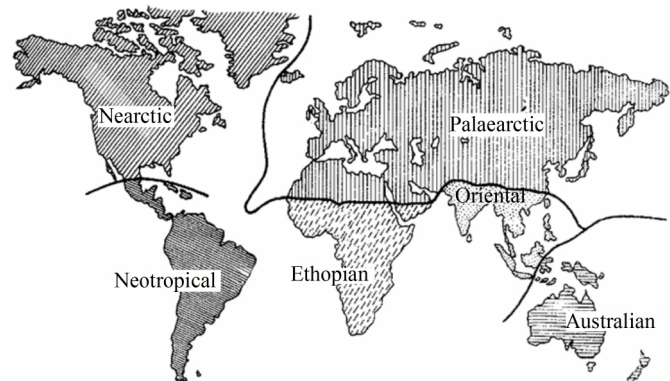 Nearctic
Palaearctic
Oriental
Neotropical
Ethopian
Australian